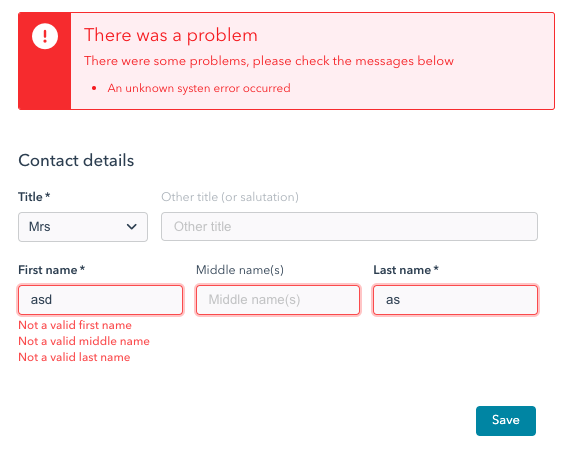 There was a problem
There were some problems, please check the messages below
• An unknown systen error occurred
Contact details
Title * Other title (or salutation)
Mrs Other title
First name * Middle name(s) Last name *
asd Middle name(s) as
Not a valid first name
Not a valid middle name
Not a valid last name
Save